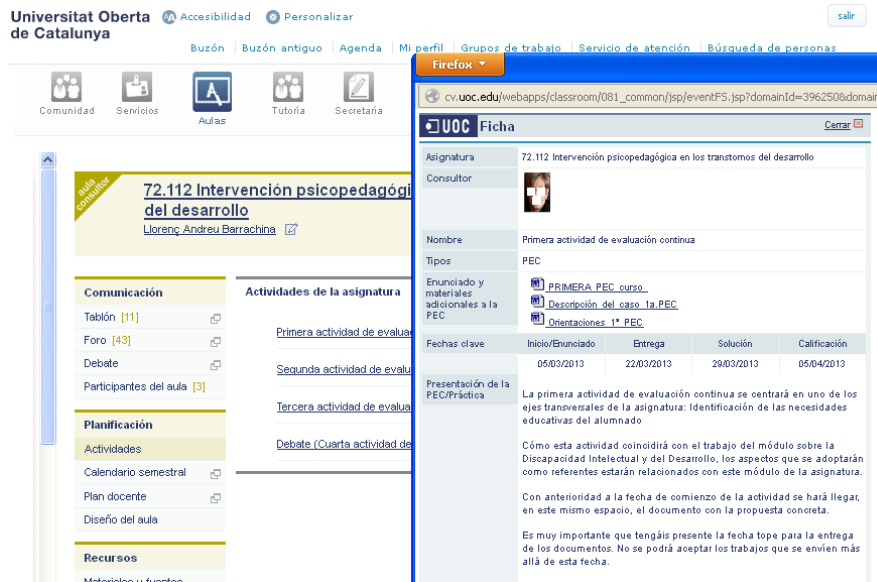 Universitat Oberta
de Catalunya
Accesibilidad
Personalizar
salir
Buzón
Buzón antiguo
Agenda
Mi perfil
Grupos de trabajo
Servicio de atención
Búsqueda de personas
Comunidad
Servicios
Aulas
Tutoría
Secretaría
aula
consultor
72.112 Intervención psicopedagógi
del desarrollo
Llorenç Andreu Barrachina
Comunicación
Tablón [11]
Foro [43]
Debate
Participantes del aula [3]
Planificación
Actividades
Calendario semestral
Plan docente
Diseño del aula
Recursos
Materiales y fuentes
Actividades de la asignatura
Primera actividad de evalua
Segunda actividad de evalu
Tercera actividad de evalua
Debate (Cuarta actividad de
Firefox
cv.uoc.edu/webapps/classroom/081_common/jsp/eventFS.jsp?domainId=396250&domai
UOC Ficha
Cerrar
Asignatura
72.112 Intervención psicopedagógica en los transtornos del desarrollo
Consultor
Nombre
Primera actividad de evaluación continua
Tipos
PEC
Enunciado y
materiales
adicionales a la
PEC
PRIMERA PEC curso
Descripción del caso 1a.PEC
Orientaciones 1ª PEC
Fechas clave
Inicio/Enunciado Entrega Solución Calificación
05/03/2013 22/03/2013 29/03/2013 05/04/2013
Presentación de la
PEC/Práctica
La primera actividad de evaluación continua se centrará en uno de los
ejes transversales de la asignatura: Identificación de las necesidades
educativas del alumnado
Cómo esta actividad coincidirá con el trabajo del módulo sobre la
Discapacidad Intelectual y del Desarrollo, los aspectos que se adoptarán
como referentes estarán relacionados con este módulo de la asignatura.
Con anterioridad a la fecha de comienzo de la actividad se hará llegar,
en este mismo espacio, el documento con la propuesta concreta.
Es muy importante que tengáis presente la fecha tope para la entrega
de los documentos. No se podrá aceptar los trabajos que se envíen más
allá de esta fecha.